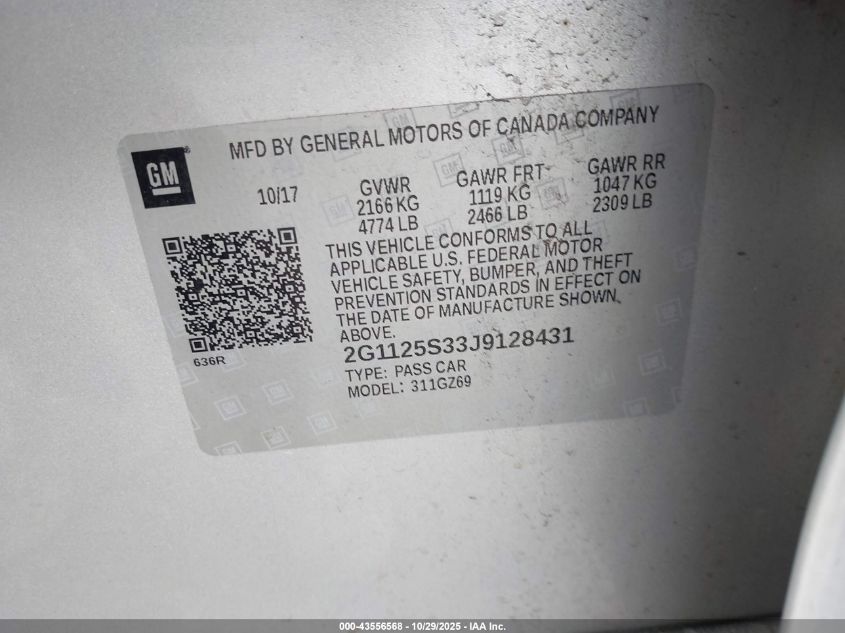 MFD BY GENERAL MOTORS OF CANADA COMPANY
GM
10/17
GVWR
2166 KG
4774 LB
GAWR FRT
1119 KG
2466 LB
GAWR RR
1047 KG
2309 LB
THIS VEHICLE CONFORMS TO ALL
APPLICABLE U.S. FEDERAL MOTOR
VEHICLE SAFETY, BUMPER, AND THEFT
PREVENTION STANDARDS IN EFFECT ON
THE DATE OF MANUFACTURE SHOWN
ABOVE.
636R
2G1125S33J9128431
TYPE: PASS CAR
MODEL: 311GZ69
000-43556568 - 10/29/2025 - IAA Inc.